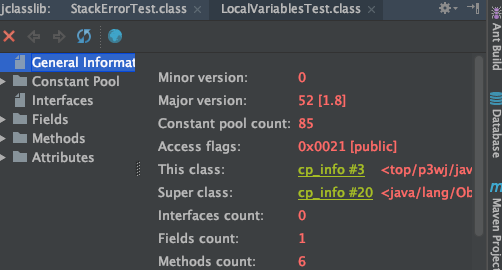 jclasslib: StackErrorTest.class LocalVariablesTest.class
General Informat
Constant Pool
Interfaces
Fields
Methods
Attributes
Minor version: 0
Major version: 52 [1.8]
Constant pool count: 85
Access flags: 0x0021 [public]
This class: cp_info #3 <top/p3wj/jav
Super class: cp_info #20 <java/lang/Ob
Interfaces count: 0
Fields count: 1
Methods count: 6
Ant Build
Database
Maven Project